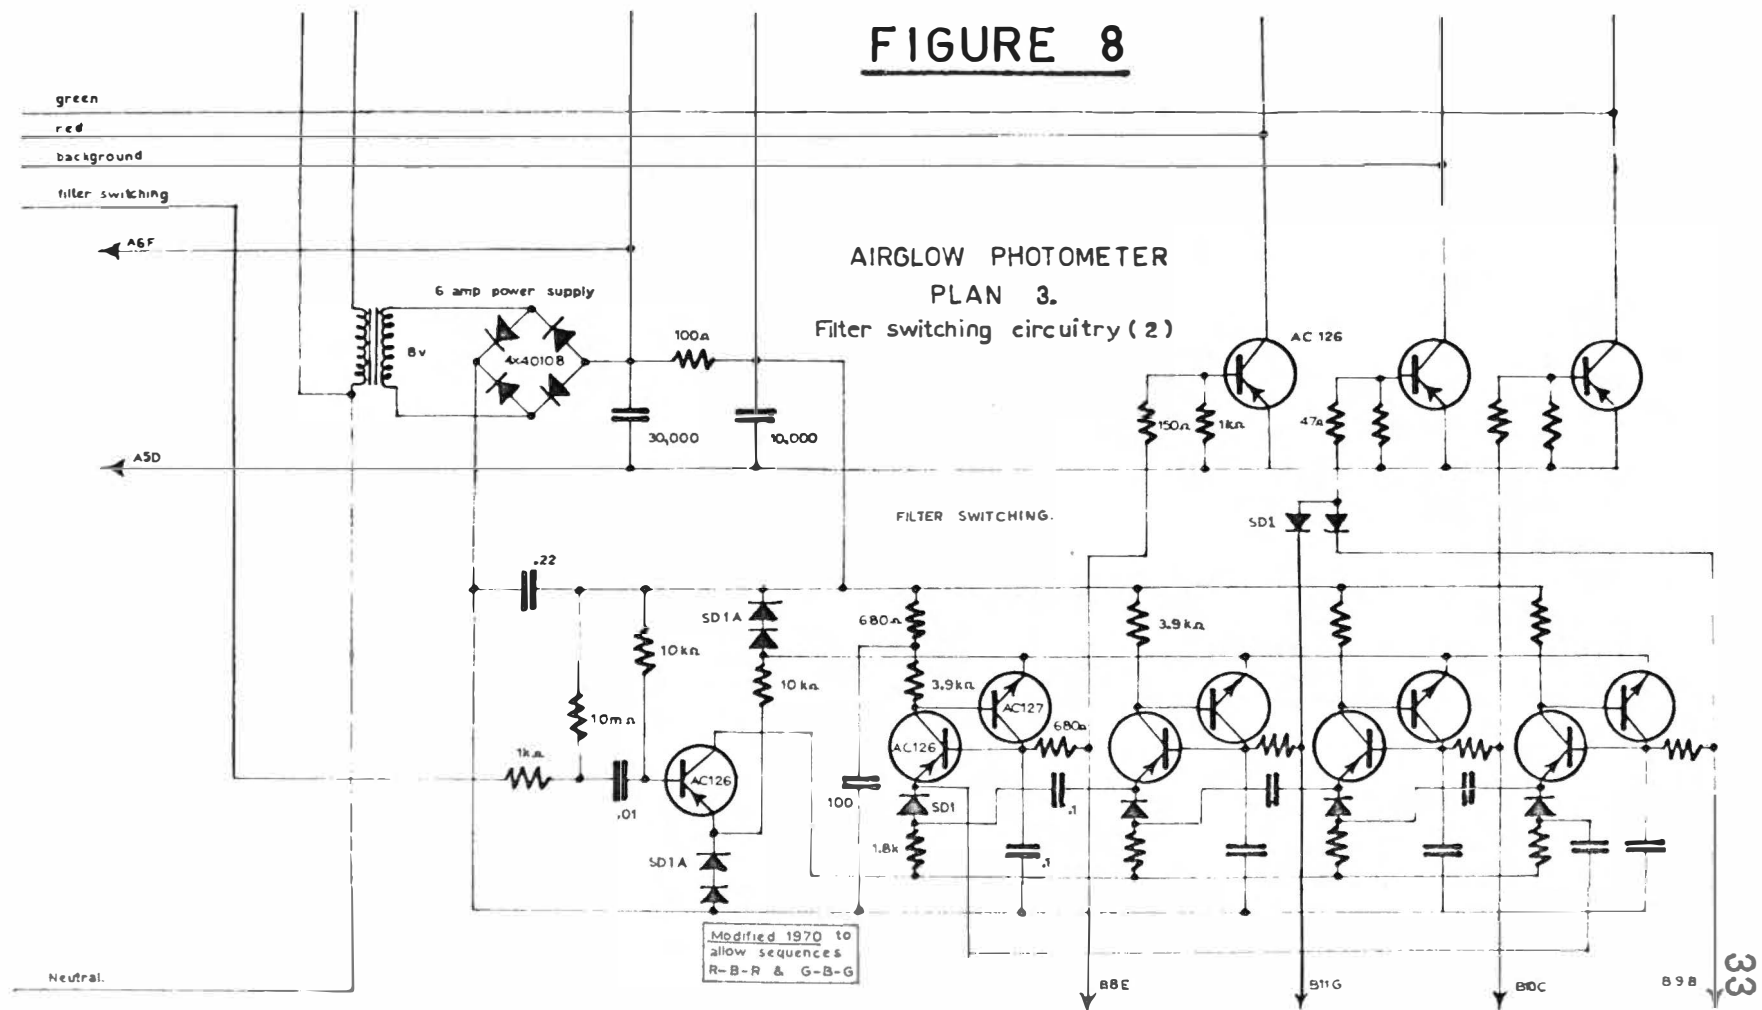 FIGURE 8
green
red
background
filter switching
A6F
AIRGLOW PHOTOMETER
PLAN 3.
Filter switching circuitry (2)
6 amp power supply
8v
4x40108
100Ω
AC 126
30,000
10,000
150Ω
1kΩ
47Ω
A5D
FILTER SWITCHING.
SD1
.22
SD1A
680Ω
3.9kΩ
10kΩ
10kΩ
3.9kΩ
10mΩ
AC127
680Ω
1kΩ
AC126
AC126
.01
100
SD1
.1
SD1A
1.8k
.1
Modified 1970 to
allow sequences
R-B-R & G-B-G
Neutral.
B8E
B11G
B10C
B9B
33